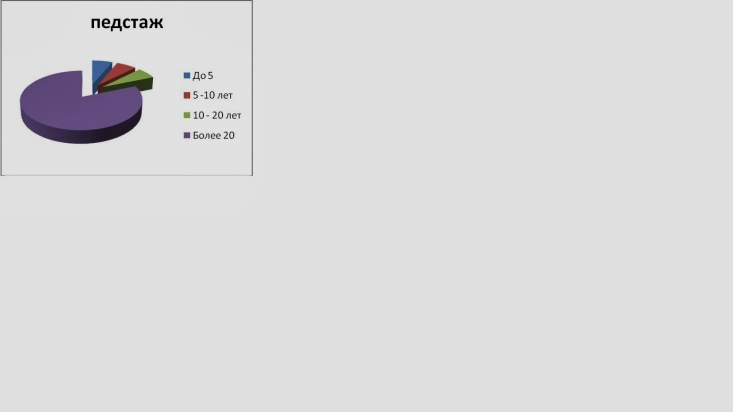 педстаж
До 5
5 -10 лет
10 - 20 лет
Более 20